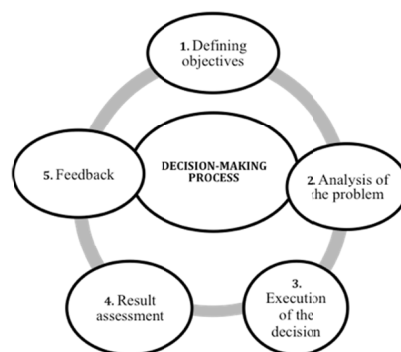 1. Defining
objectives
DECISION-MAKING
PROCESS
2. Analysis of
the problem
3.
Execution
of the
decision
4. Result
assessment
5. Feedback